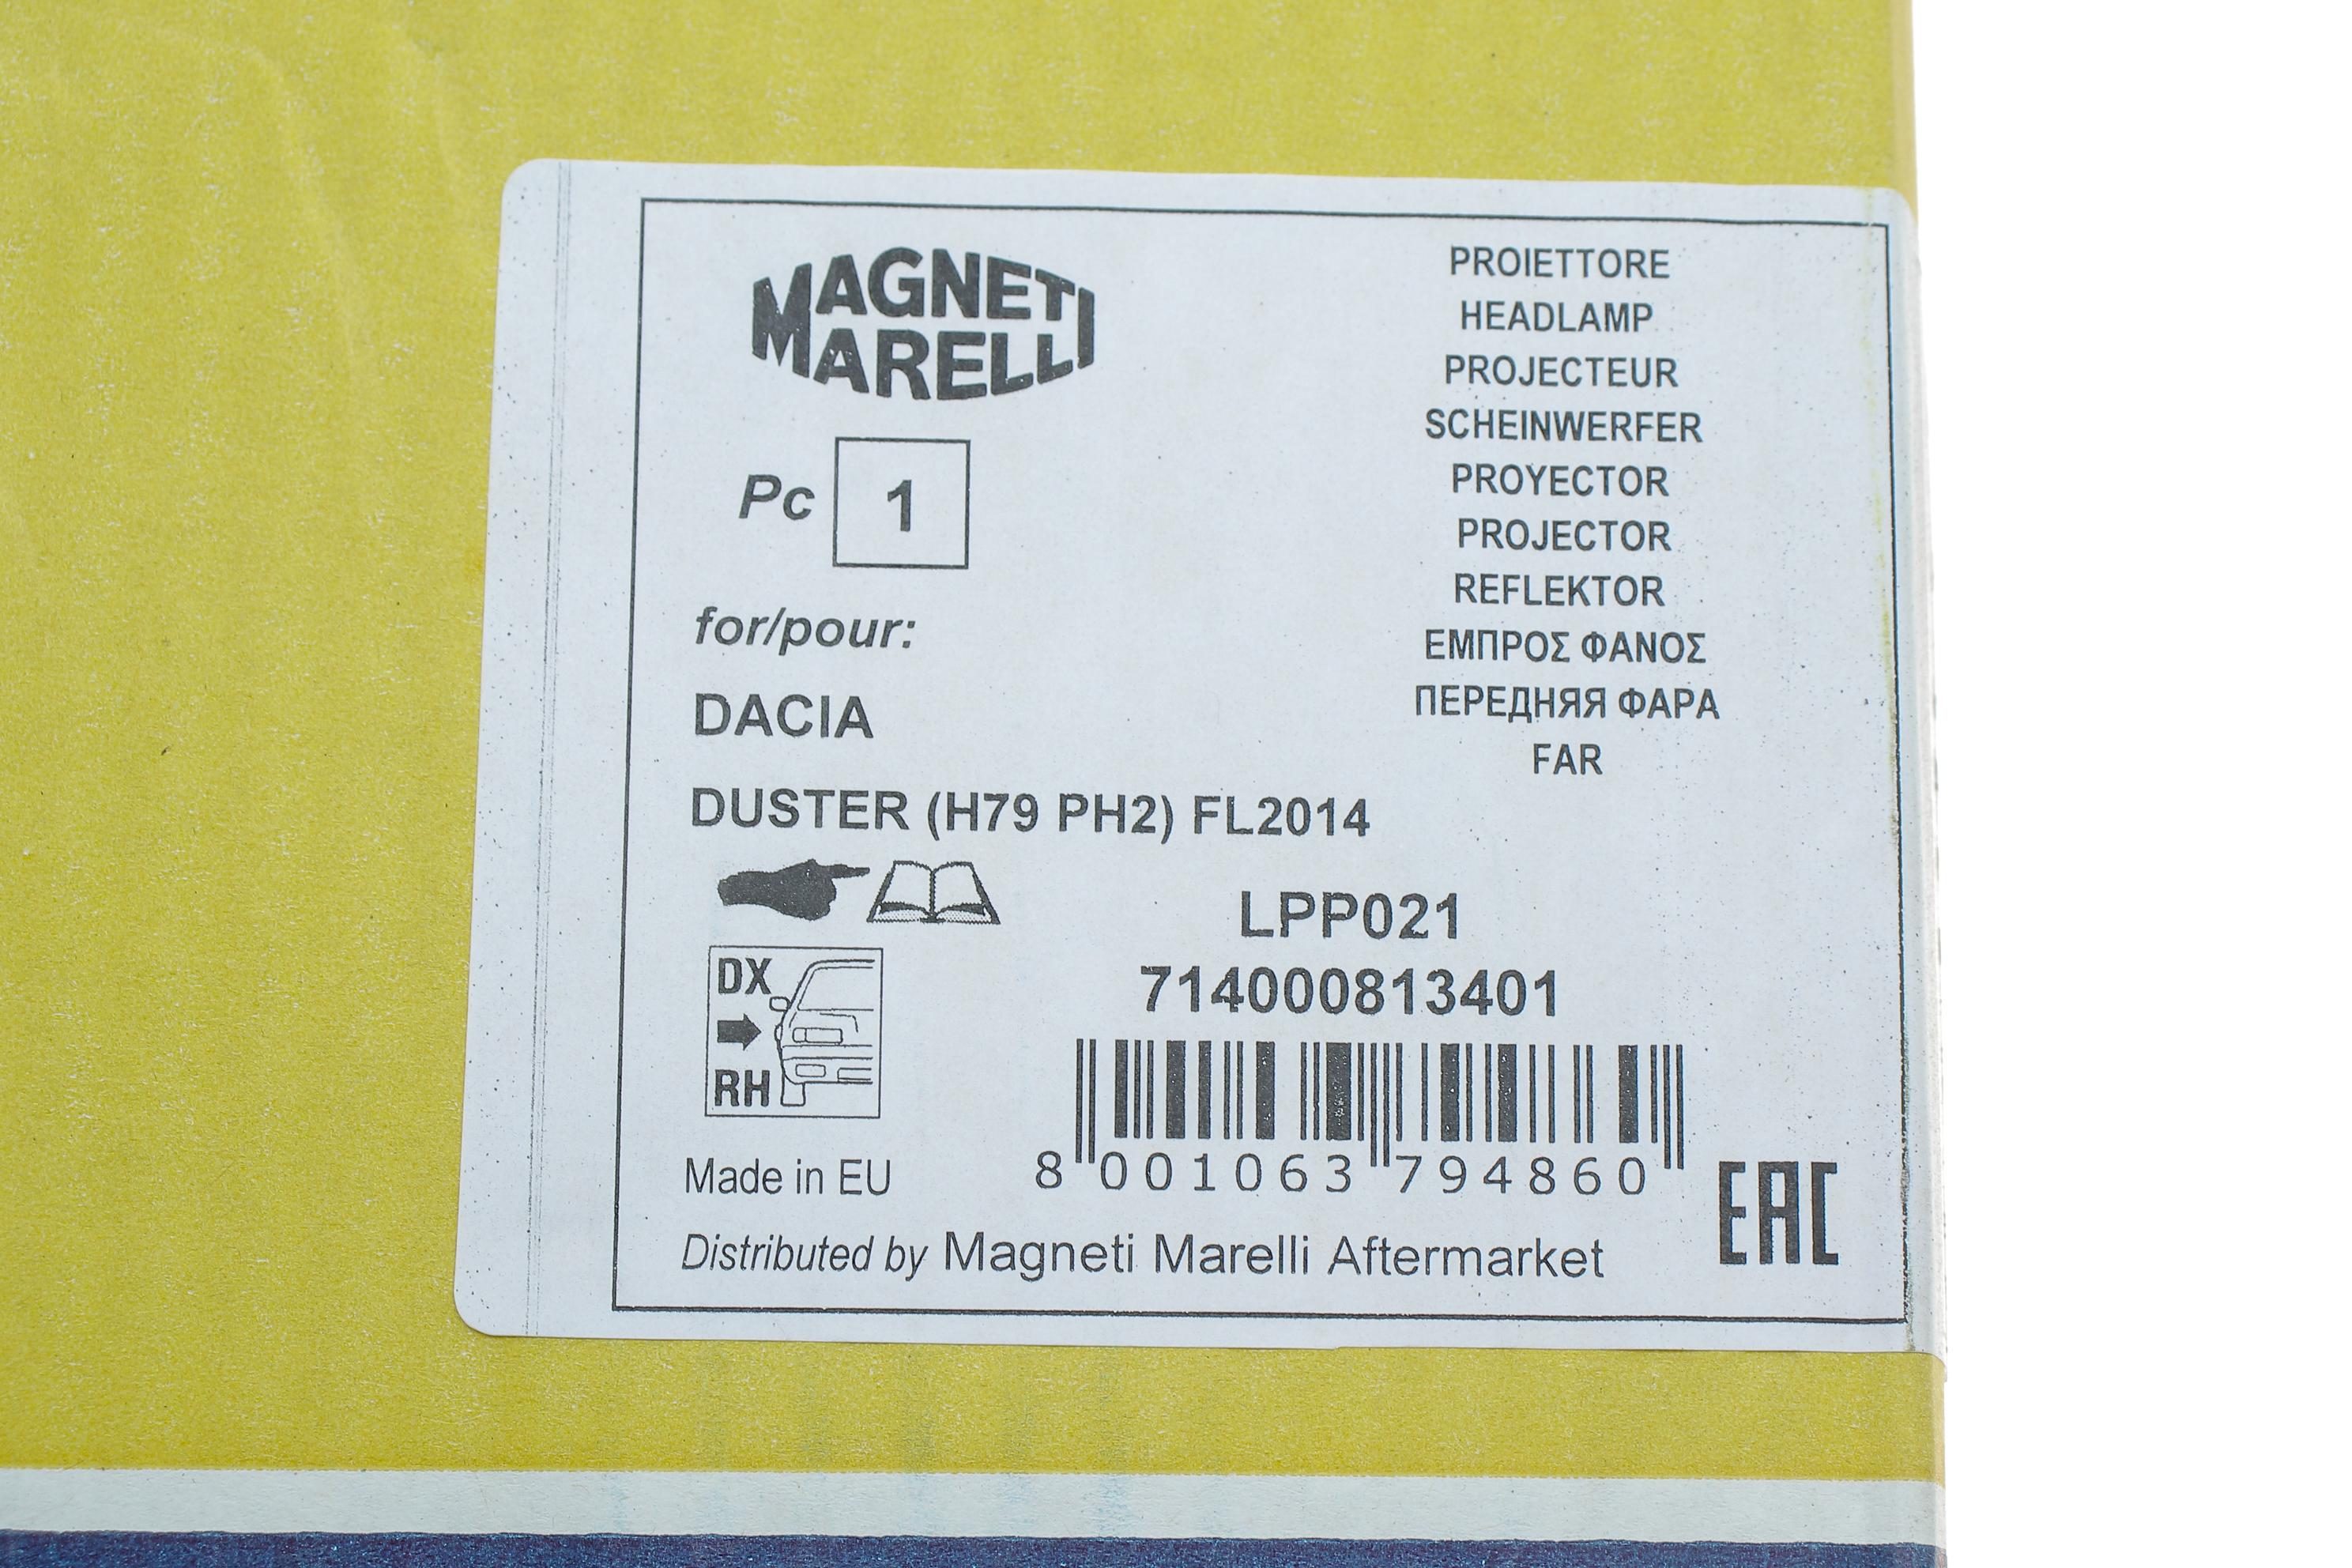 MAGNETI
MARELLI
Pc 1
for/pour:
DACIA
DUSTER (H79 PH2) FL2014
PROIETTORE
HEADLAMP
PROJECTEUR
SCHEINWERFER
PROYECTOR
PROJECTOR
REFLEKTOR
ΕΜΠΡΟΣ ΦΑΝΟΣ
ПЕРЕДНЯЯ ФАРА
FAR
LPP021
714000813401
DX
RH
8 001063 794860
Made in EU
EAC
Distributed by Magneti Marelli Aftermarket